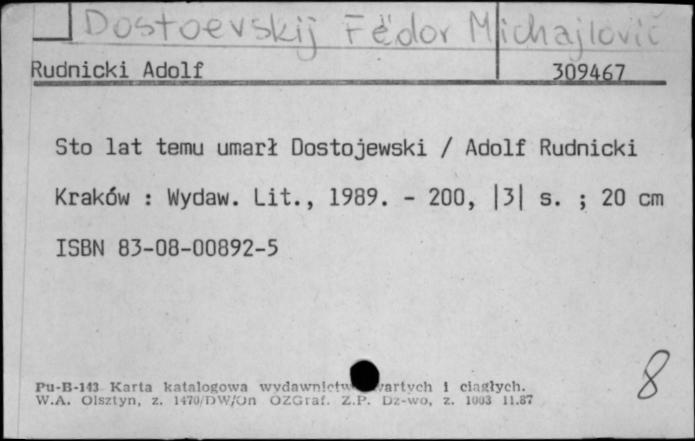 Dostoevskij Fëdor Michajlovič
Rudnicki Adolf 309467
Sto lat temu umarł Dostojewski / Adolf Rudnicki
Kraków : Wydaw. Lit., 1989. - 200, |3| s. ; 20 cm
ISBN 83-08-00892-5
8
Pu-B-143 Karta katalogowa wydawnictw zwartych i ciągłych.
W.A. Olsztyn, z. 1470/DW/Jn OZGraf. Z.P. Dz-wo, z. 1003 11.87